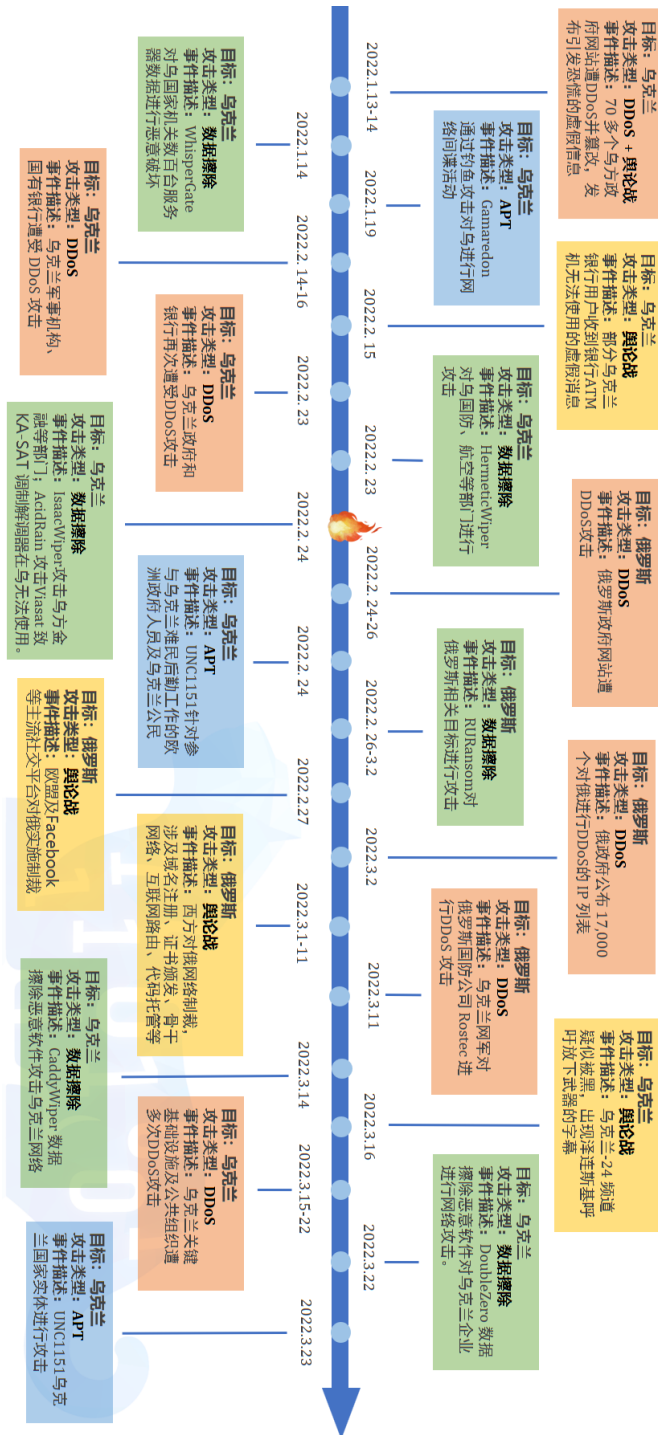 2022.1.13-14
目标：乌克兰
攻击类型：DDoS + 舆论战
事件描述：70 多个乌方政
府网站遭DDoS并篡改，发
布引发恐慌的虚假信息
2022.1.14
目标：乌克兰
攻击类型：数据擦除
事件描述：WhisperGate
对乌国家机关数百台服务
器数据进行恶意破坏
2022.1.19
目标：乌克兰
攻击类型：APT
事件描述：Gamaredon
通过钓鱼攻击对乌进行网
络间谍活动
2022.2. 14-16
目标：乌克兰
攻击类型：DDoS
事件描述：乌克兰军事机构、
国有银行遭受 DDoS 攻击
2022.2. 15
目标：乌克兰
攻击类型：舆论战
事件描述：部分乌克兰
银行用户收到银行ATM
机无法使用的虚假消息
2022.2. 23
目标：乌克兰
攻击类型：DDoS
事件描述：乌克兰政府和
银行再次遭受DDoS攻击
2022.2. 23
目标：乌克兰
攻击类型：数据擦除
事件描述：HermeticWiper
对乌国防、航空等部门进行
攻击
2022.2. 24
目标：乌克兰
攻击类型：数据擦除
事件描述：IsaacWiper攻击乌方金
融等部门；AcidRain 攻击Viasat 致
KA-SAT 调制解调器在乌无法使用。
2022.2. 24-26
目标：俄罗斯
攻击类型：DDoS
事件描述：俄罗斯政府网站遭
DDoS攻击
2022.2. 24
目标：乌克兰
攻击类型：APT
事件描述：UNC1151针对参
与乌克兰难民后勤工作的欧
洲政府人员及乌克兰公民
2022.2. 26-3.2
目标：俄罗斯
攻击类型：数据擦除
事件描述：RURansom对
俄罗斯相关目标进行攻击
2022.2.27
目标：俄罗斯
攻击类型：舆论战
事件描述：欧盟及Facebook
等主流社交平台对俄实施制裁
2022.3.2
目标：俄罗斯
攻击类型：DDoS
事件描述：俄政府公布 17,000
个对俄进行DDoS的 IP 列表
2022.3.1-11
目标：俄罗斯
攻击类型：舆论战
事件描述：西方对俄网络制裁，
涉及域名注册、证书颁发、骨干
网络、互联网路由、代码托管等
2022.3.11
目标：俄罗斯
攻击类型：DDoS
事件描述：乌克兰网军对
俄罗斯国防公司 Rostec 进
行DDoS 攻击
2022.3.14
目标：乌克兰
攻击类型：数据擦除
事件描述：CaddyWiper 数据
擦除恶意软件攻击乌克兰网络
2022.3.16
目标：乌克兰
攻击类型：舆论战
事件描述：乌克兰-24 频道
疑似被黑，出现泽连斯基呼
吁放下武器的字幕
2022.3.15-22
目标：乌克兰
攻击类型：DDoS
事件描述：乌克兰关键
基础设施及公共组织遭
多次DDoS攻击
2022.3.22
目标：乌克兰
攻击类型：数据擦除
事件描述：DoubleZero 数据
擦除恶意软件对乌克兰企业
进行网络攻击。
2022.3.23
目标：乌克兰
攻击类型：APT
事件描述：UNC1151乌克
兰国家实体进行攻击